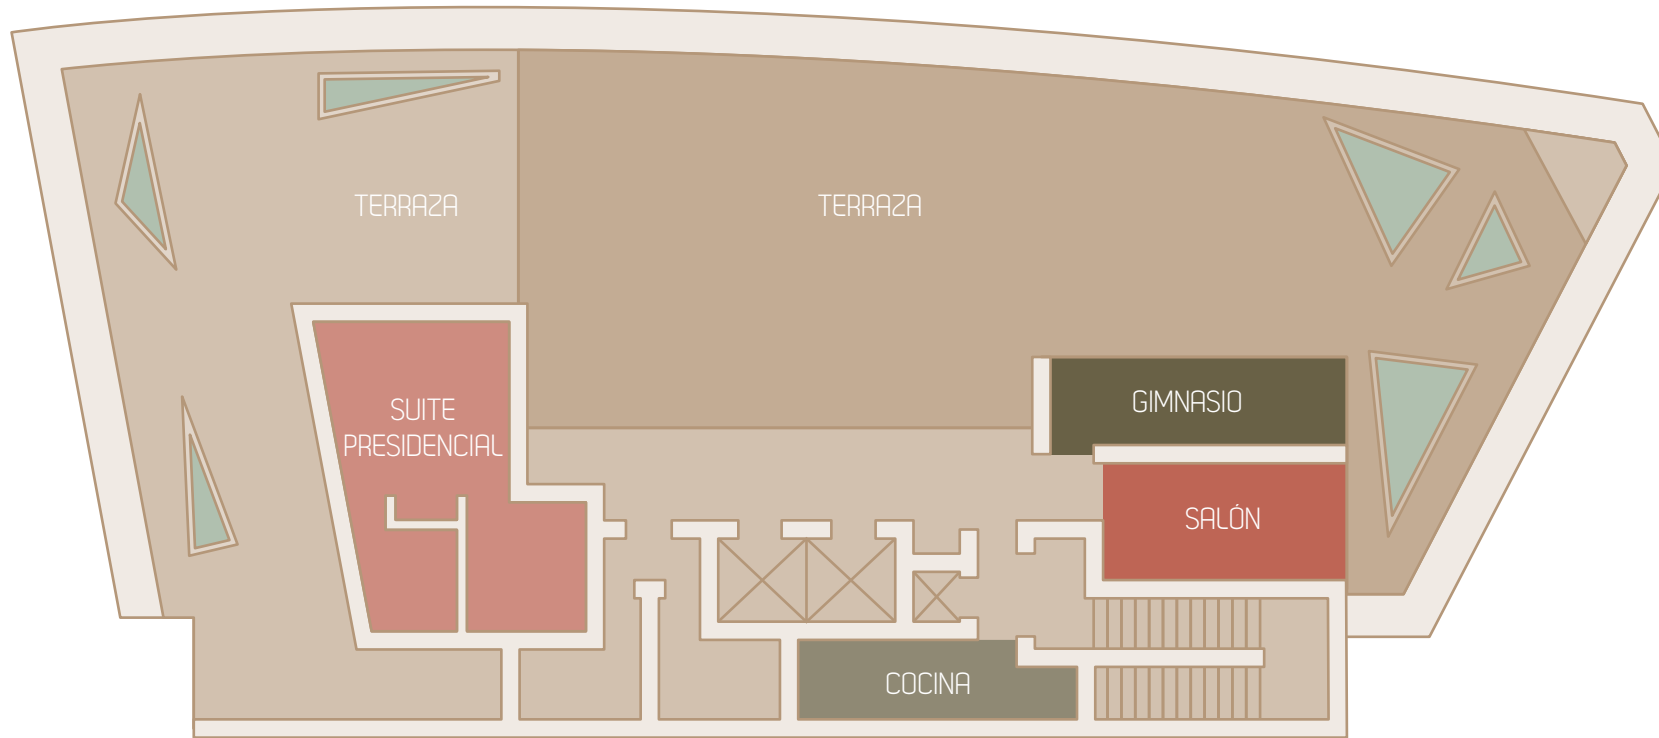 TERRAZA
TERRAZA
SUITE
PRESIDENCIAL
GIMNASIO
SALÓN
COCINA